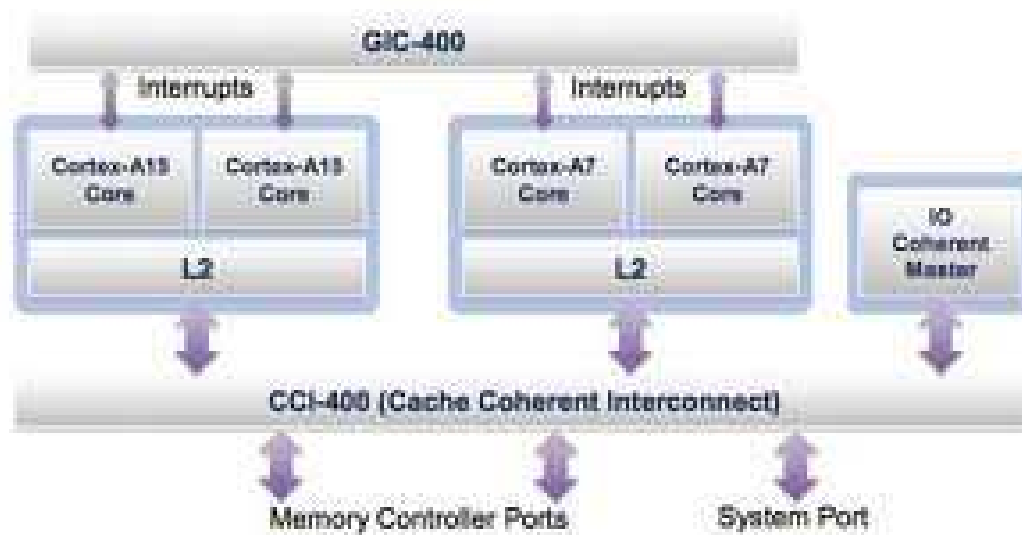 GIC-400
Interrupts
Interrupts
Cortex-A15
Core
Cortex-A15
Core
Cortex-A7
Core
Cortex-A7
Core
L2
L2
IO
Coherent
Master
CCI-400 (Cache Coherent Interconnect)
Memory Controller Ports
System Port